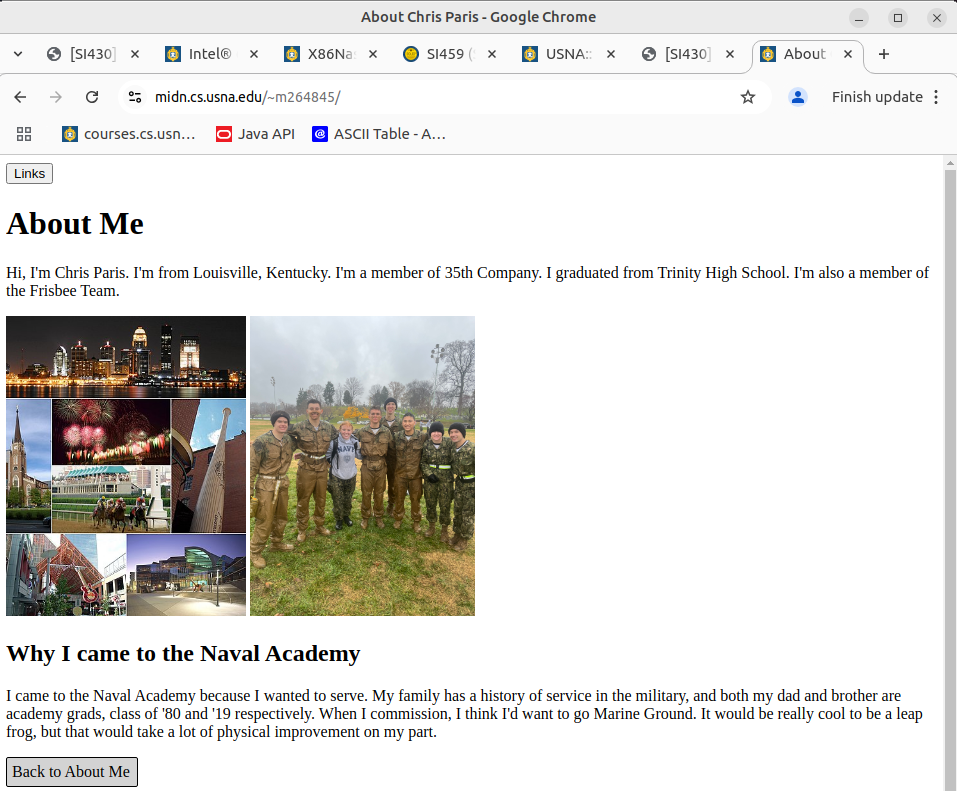 About Chris Paris - Google Chrome
[SI430] Intel® X86Na SI459 ( USNA:: [SI430] About
midn.cs.usna.edu/~m264845/ Finish update
courses.cs.usn… Java API ASCII Table - A…
Links
About Me
Hi, I'm Chris Paris. I'm from Louisville, Kentucky. I'm a member of 35th Company. I graduated from Trinity High School. I'm also a member of
the Frisbee Team.
NAVY
Why I came to the Naval Academy
I came to the Naval Academy because I wanted to serve. My family has a history of service in the military, and both my dad and brother are
academy grads, class of '80 and '19 respectively. When I commission, I think I'd want to go Marine Ground. It would be really cool to be a leap
frog, but that would take a lot of physical improvement on my part.
Back to About Me